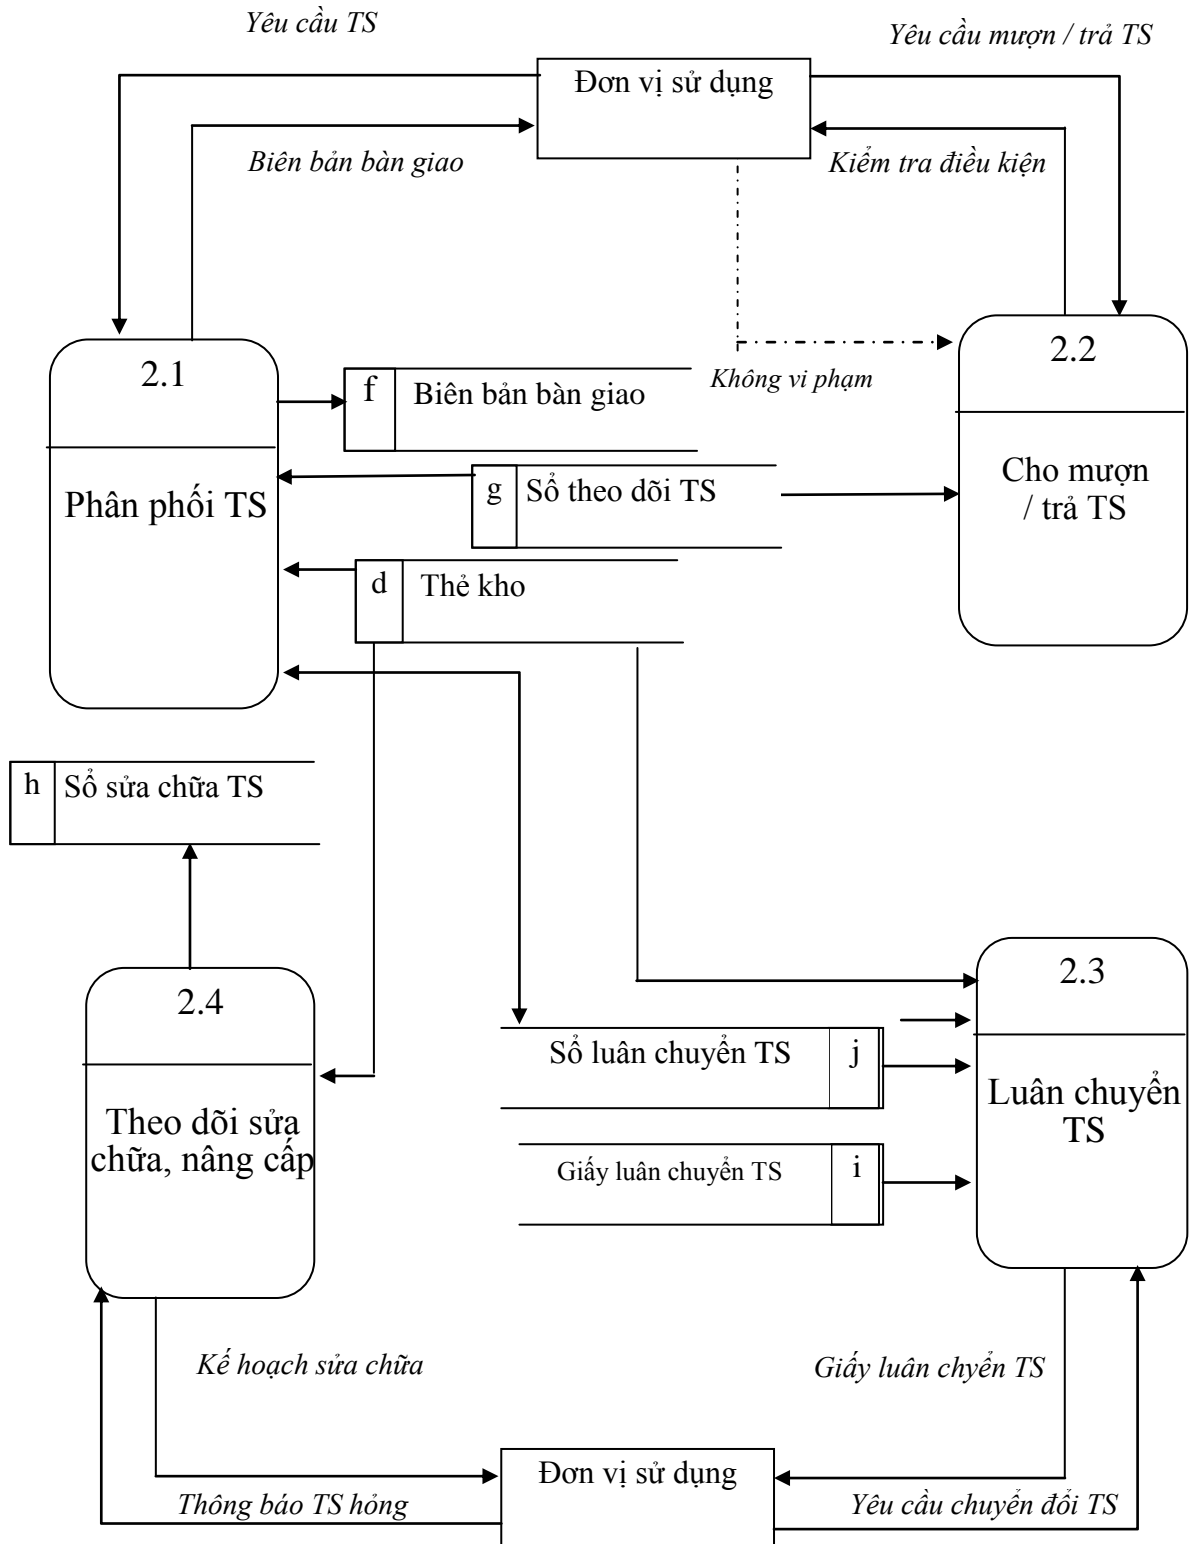 Yêu cầu TS
Yêu cầu mượn / trả TS
Đơn vị sử dụng
Biên bản bàn giao
Kiểm tra điều kiện
2.1
2.2
Không vi phạm
f Biên bản bàn giao
Phân phối TS
g Sổ theo dõi TS
Cho mượn
/ trả TS
d Thẻ kho
h Sổ sửa chữa TS
2.4
2.3
Sổ luân chuyển TS j
Luân chuyển
TS
Theo dõi sửa
chữa, nâng cấp
Giấy luân chuyển TS i
Kế hoạch sửa chữa
Giấy luân chyển TS
Đơn vị sử dụng
Thông báo TS hỏng
Yêu cầu chuyển đổi TS